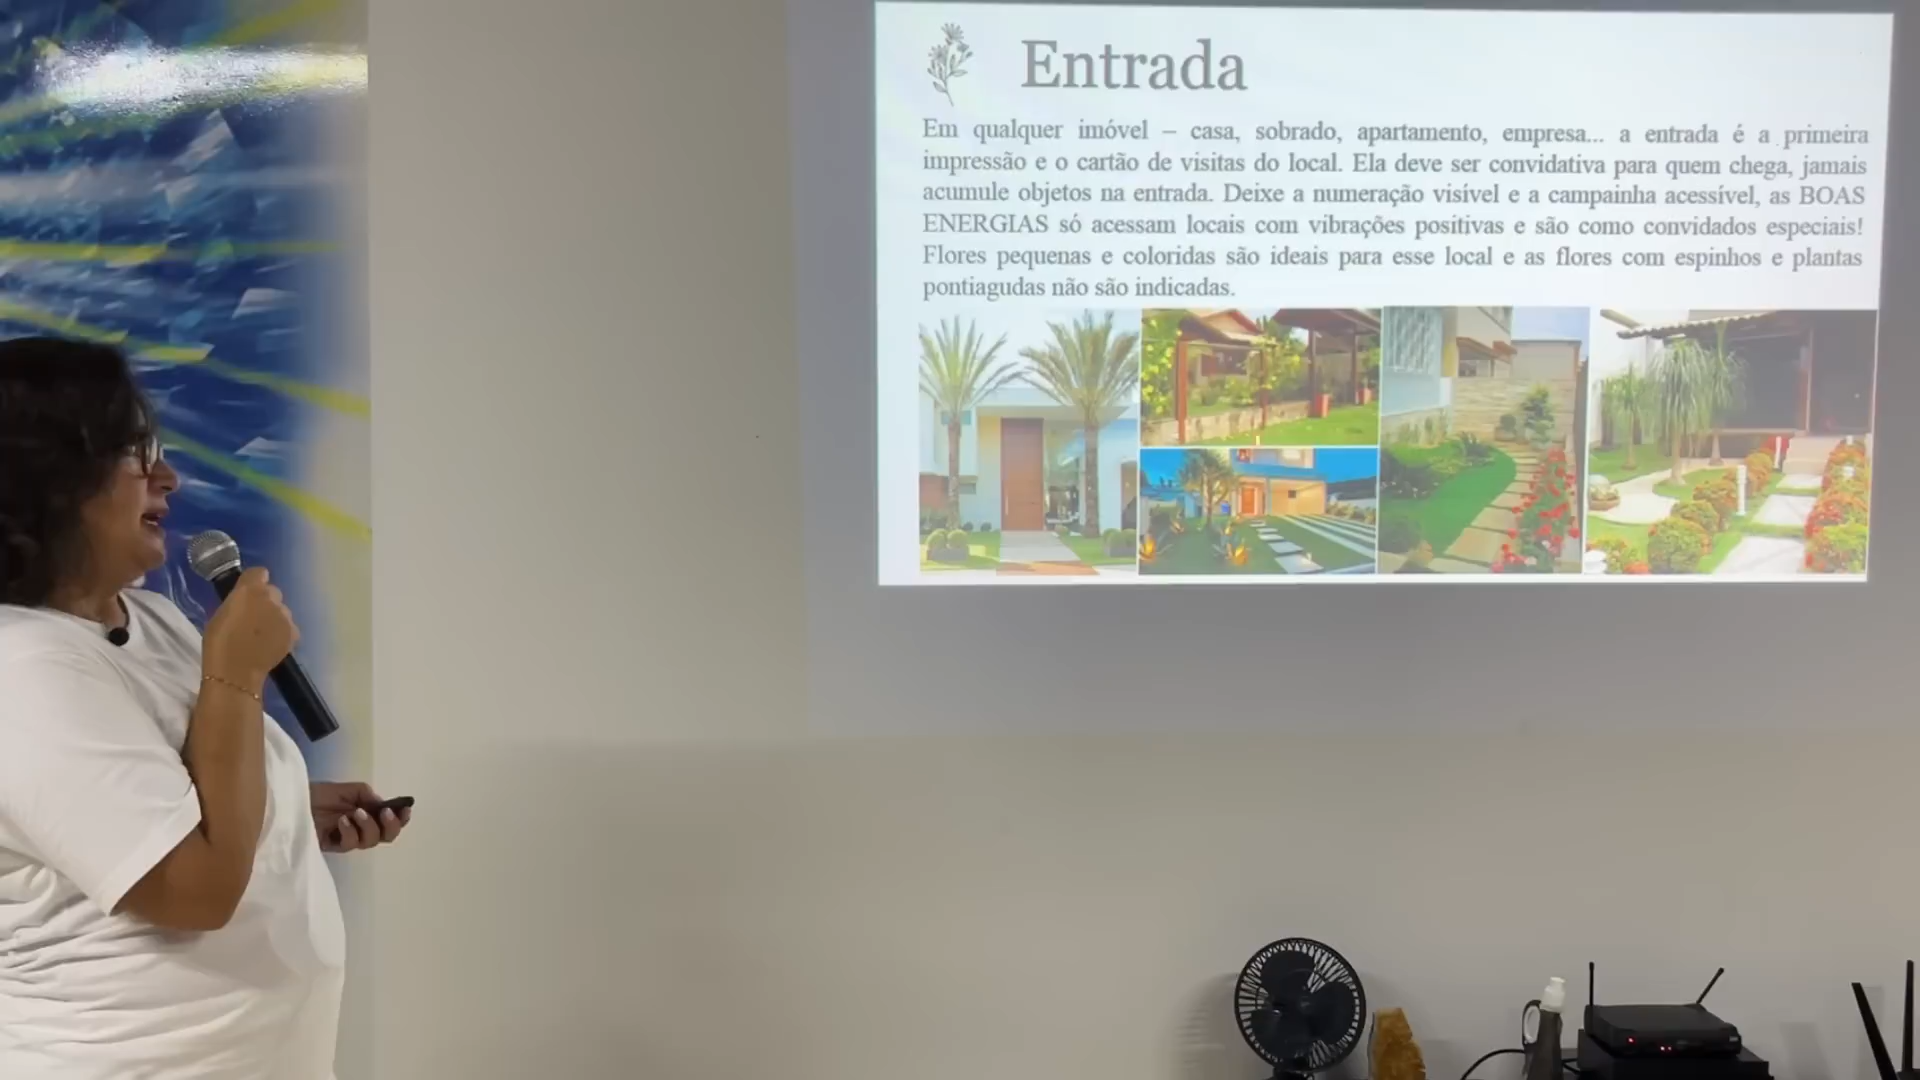 Entrada
Em qualquer imóvel – casa, sobrado, apartamento, empresa... a entrada é a primeira
impressão e o cartão de visitas do local. Ela deve ser convidativa para quem chega, jamais
acumule objetos na entrada. Deixe a numeração visível e a campainha acessível, as BOAS
ENERGIAS só acessam locais com vibrações positivas e são como convidados especiais!
Flores pequenas e coloridas são ideais para esse local e as flores com espinhos e plantas
pontiagudas não são indicadas.